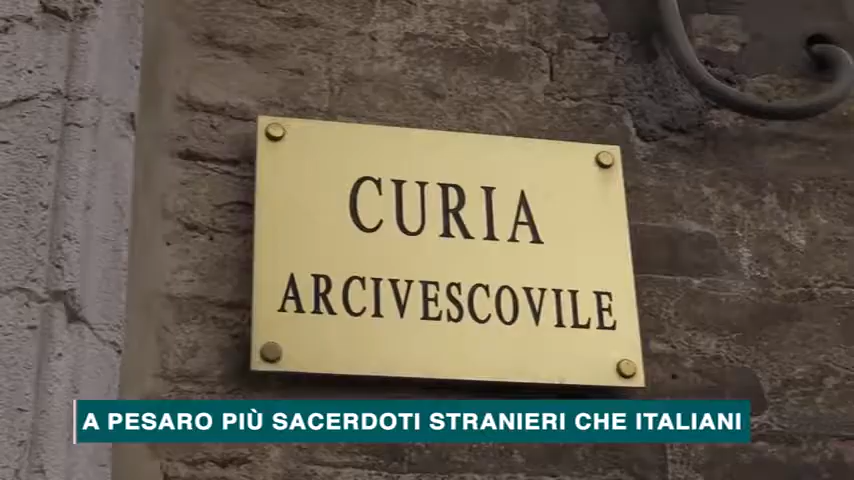 CURIA
ARCIVESCOVILE
A PESARO PIÙ SACERDOTI STRANIERI CHE ITALIANI